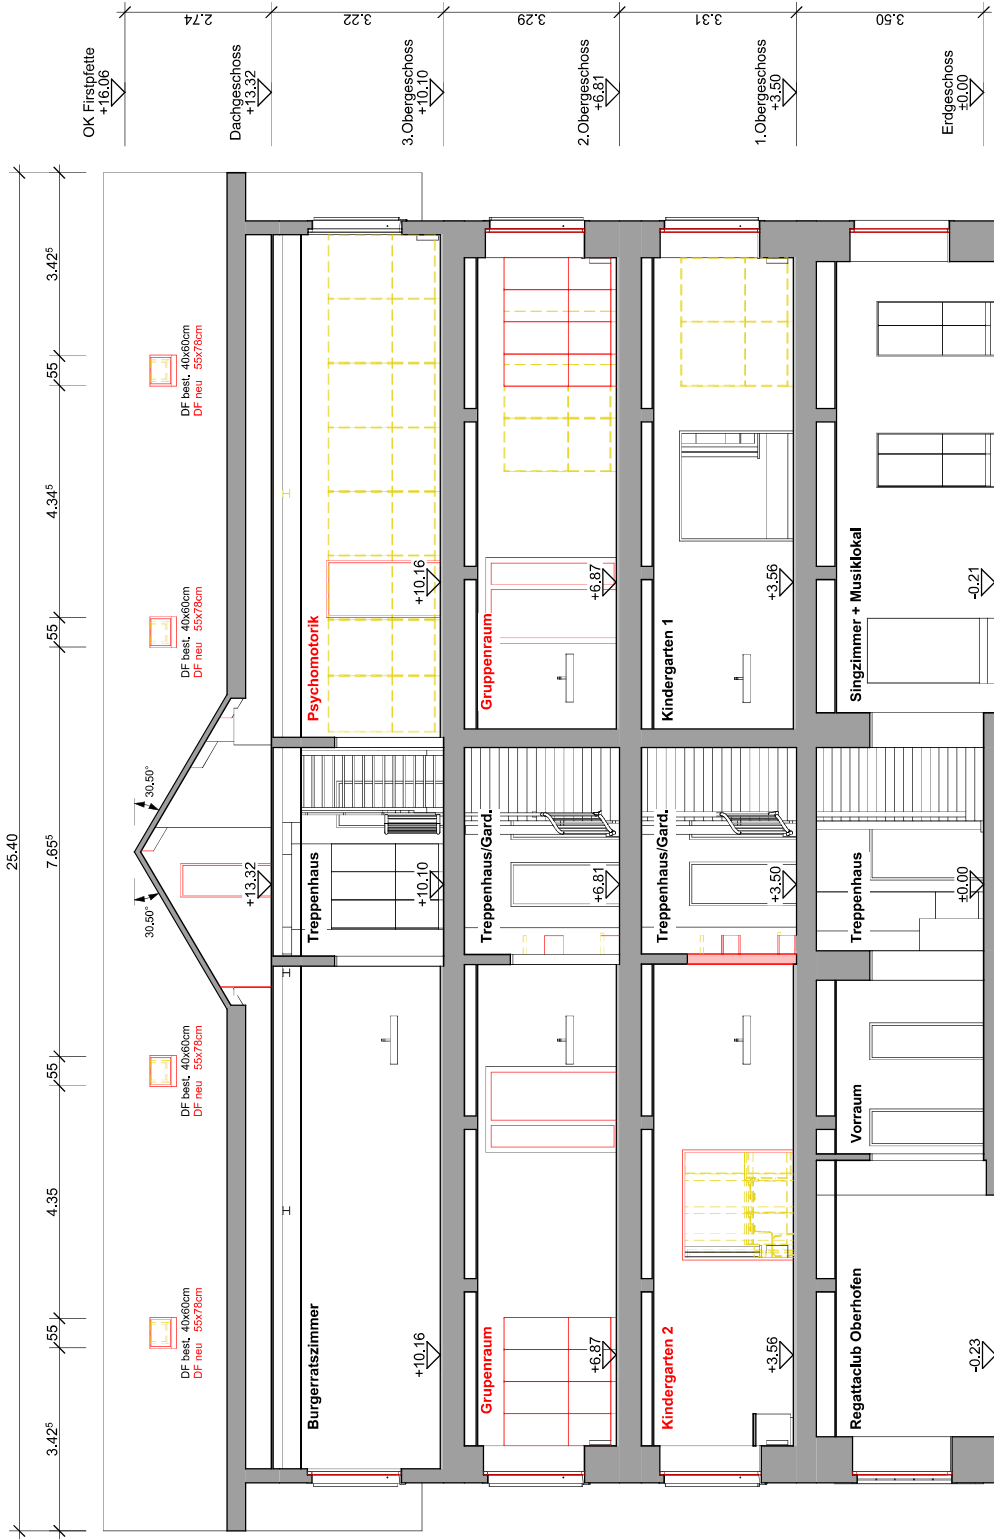 25.40
3.42⁵
55
4.35
55
7.65⁵
55
4.34⁵
55
3.42⁵
DF best. 40x60cm
DF neu 55x78cm
DF best. 40x60cm
DF neu 55x78cm
DF best. 40x60cm
DF neu 55x78cm
DF best. 40x60cm
DF neu 55x78cm
30.50°
30.50°
OK Firstpfette
+16.06
2.74
Dachgeschoss
+13.32
3.22
3.Obergeschoss
+10.10
3.29
2.Obergeschoss
+6.81
3.31
1.Obergeschoss
+3.50
3.50
Erdgeschoss
±0.00
+13.32
Burgerratszimmer
+10.16
Treppenhaus
+10.10
Psychomotorik
+10.16
Grupenraum
+6.87
Treppenhaus/Gard.
+6.81
Gruppenraum
+6.87
Kindergarten 2
+3.56
Treppenhaus/Gard.
+3.50
Kindergarten 1
+3.56
Regattaclub Oberhofen
-0.23
Vorraum
Treppenhaus
±0.00
Singzimmer + Musiklokal
-0.21